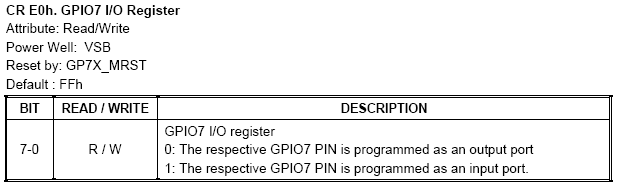 CR E0h. GPIO7 I/O Register
Attribute: Read/Write
Power Well: VSB
Reset by: GP7X_MRST
Default : FFh
BIT READ / WRITE DESCRIPTION
GPIO7 I/O register
7-0 R / W 0: The respective GPIO7 PIN is programmed as an output port
1: The respective GPIO7 PIN is programmed as an input port.